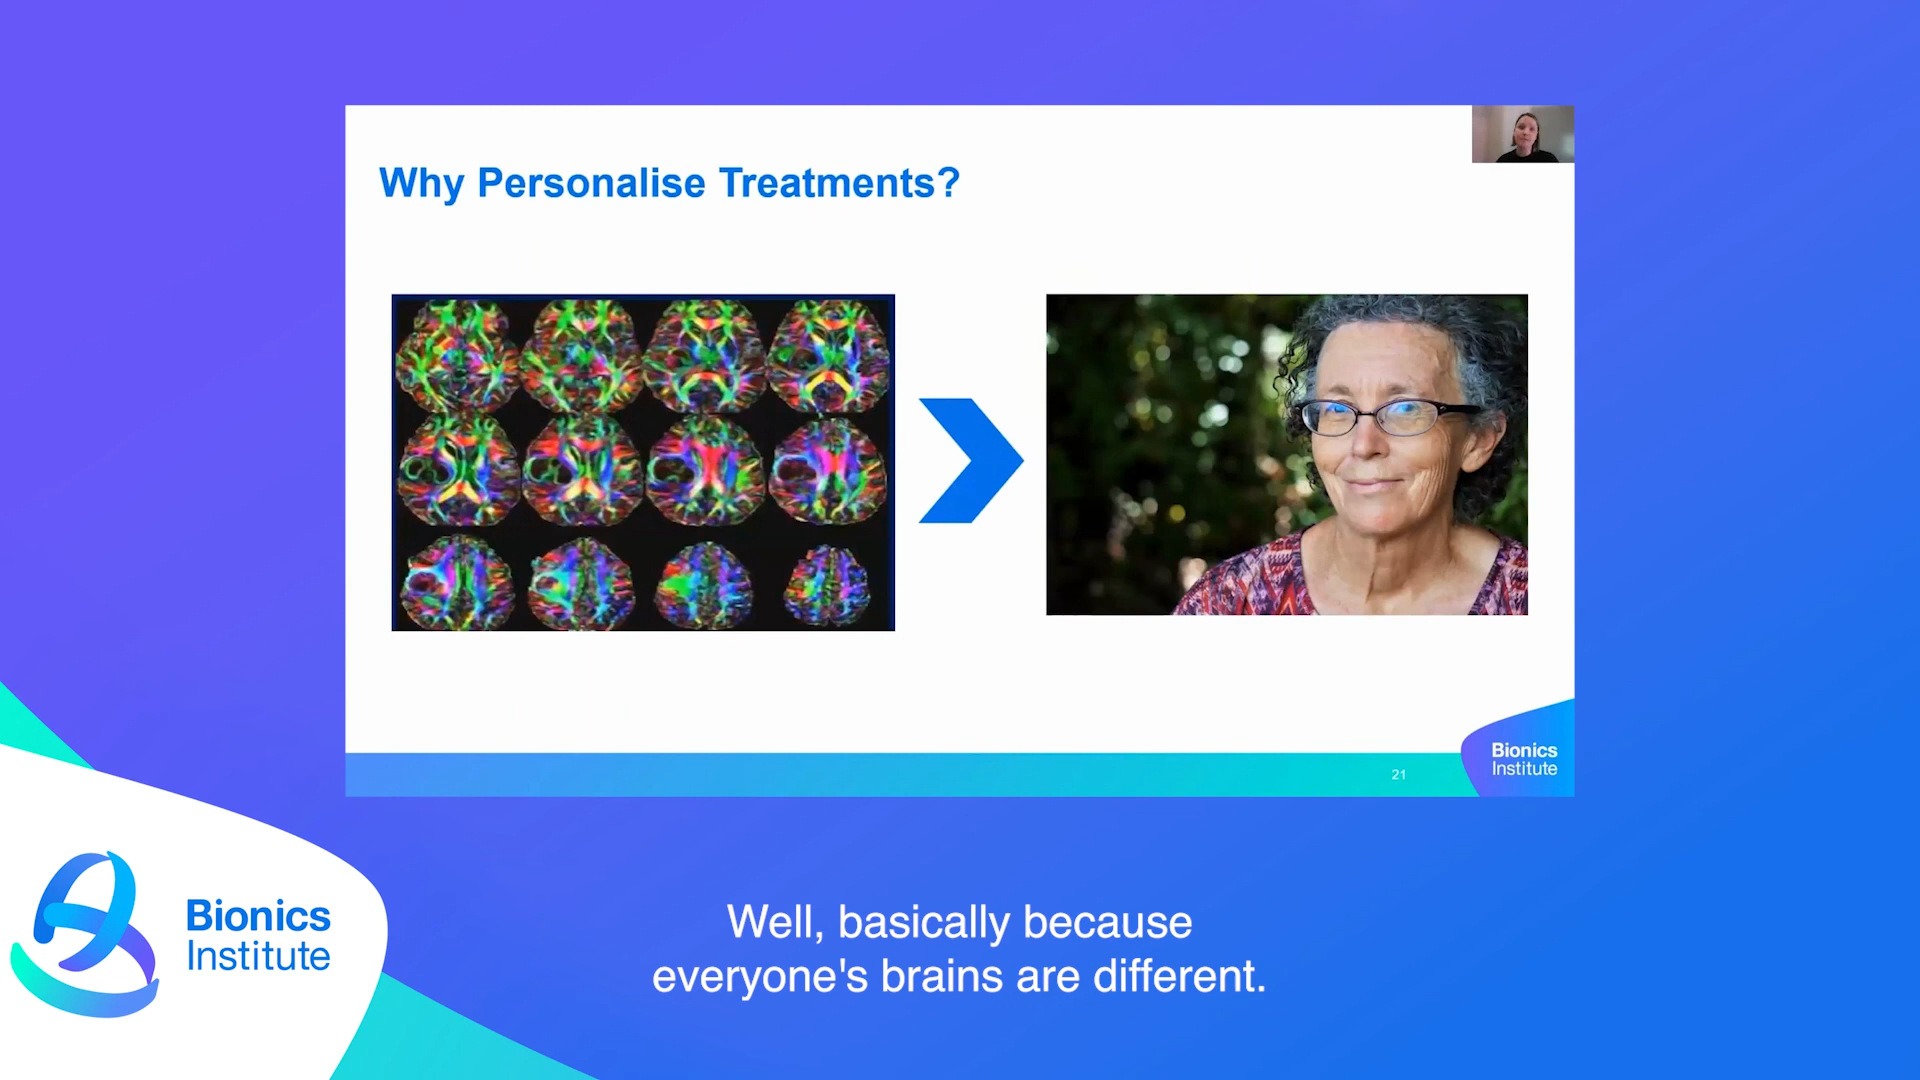 Why Personalise Treatments?
21
Bionics
Institute
Bionics
Institute
Well, basically because
everyone's brains are different.